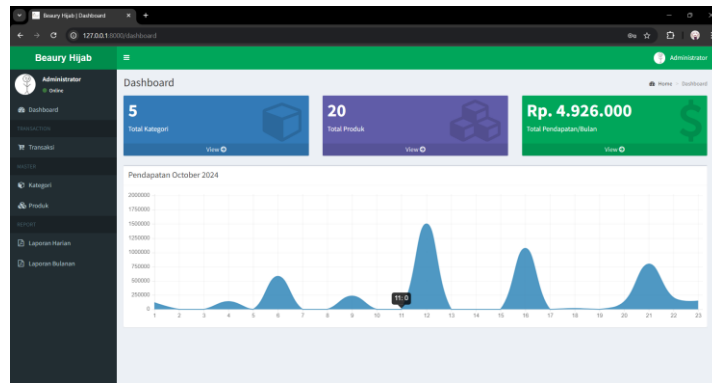 Beaury Hijab | Dashboard
127.0.0.1:8000/dashboard
Beaury Hijab
Administrator
Administrator
Online
Dashboard
TRANSACTION
Transaksi
MASTER
Kategori
Produk
REPORT
Laporan Harian
Laporan Bulanan
Dashboard
Home
Dashboard
5
Total Kategori
View
20
Total Produk
View
Rp. 4.926.000
Total Pendapatan/Bulan
View
Pendapatan October 2024
2000000
1750000
1500000
1250000
1000000
750000
500000
250000
0
11: 0
1 2 3 4 5 6 7 8 9 10 11 12 13 14 15 16 17 18 19 20 21 22 23